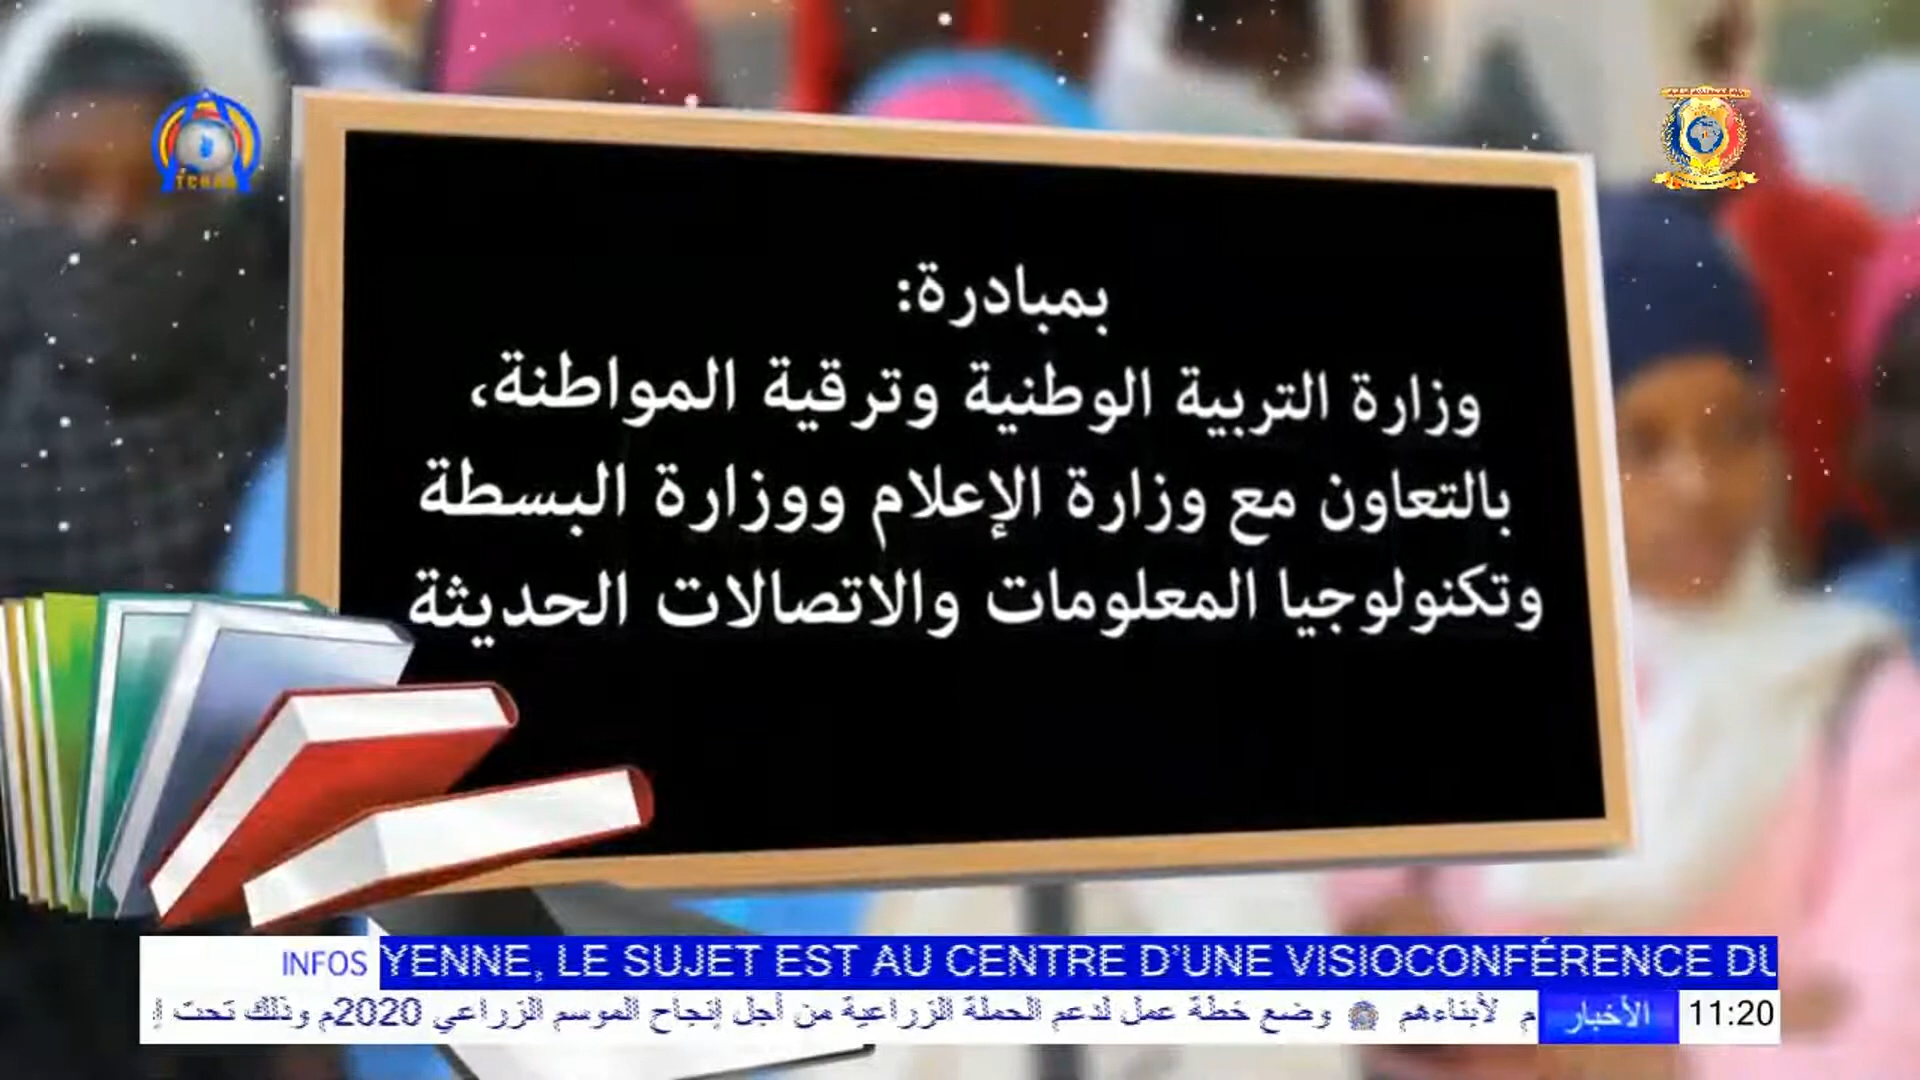 TCHAD
بمبادرة:
وزارة التربية الوطنية وترقية المواطنة،
بالتعاون مع وزارة الإعلام ووزارة البسطة
وتكنولوجيا المعلومات والاتصالات الحديثة
INFOS YENNE, LE SUJET EST AU CENTRE D'UNE VISIOCONFÉRENCE DU
11:20 الأخبار م لأبناءهم وضع خطة عمل لدعم الحملة الزراعية من أجل إنجاح الموسم الزراعي 2020م وذلك تحت إ